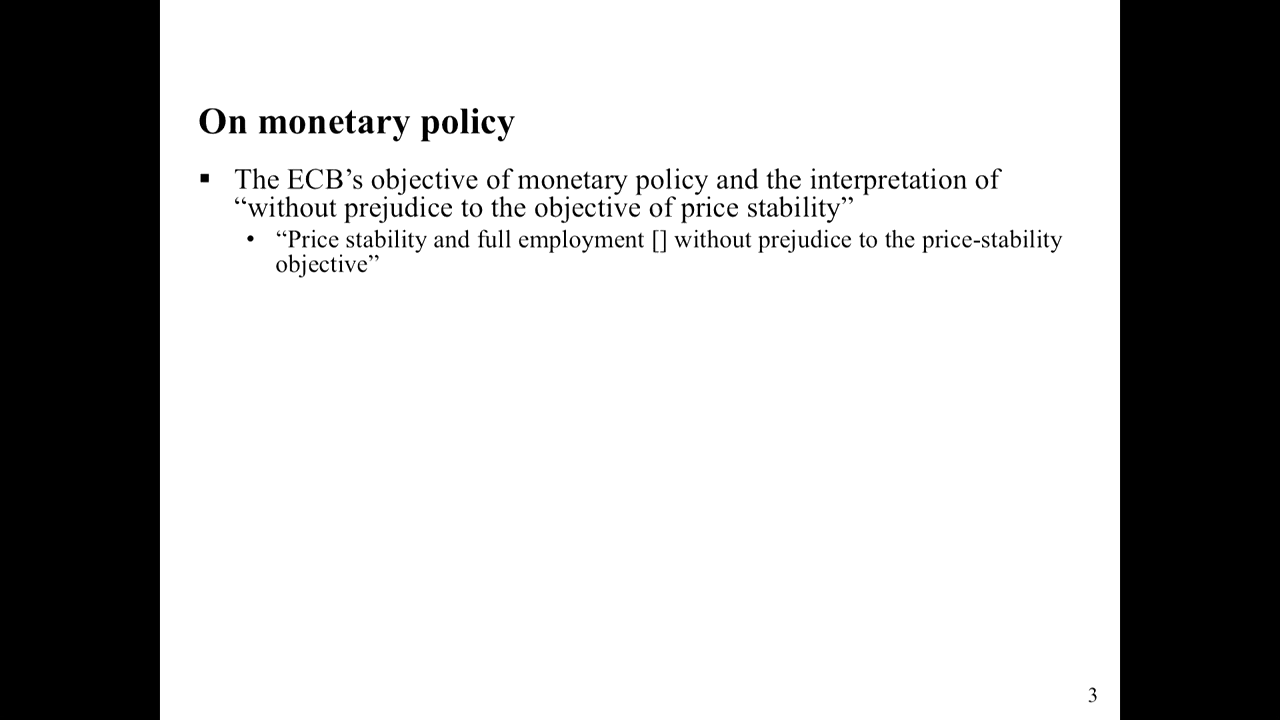 On monetary policy
▪ The ECB’s objective of monetary policy and the interpretation of
“without prejudice to the objective of price stability”
• “Price stability and full employment [] without prejudice to the price-stability
objective”
3